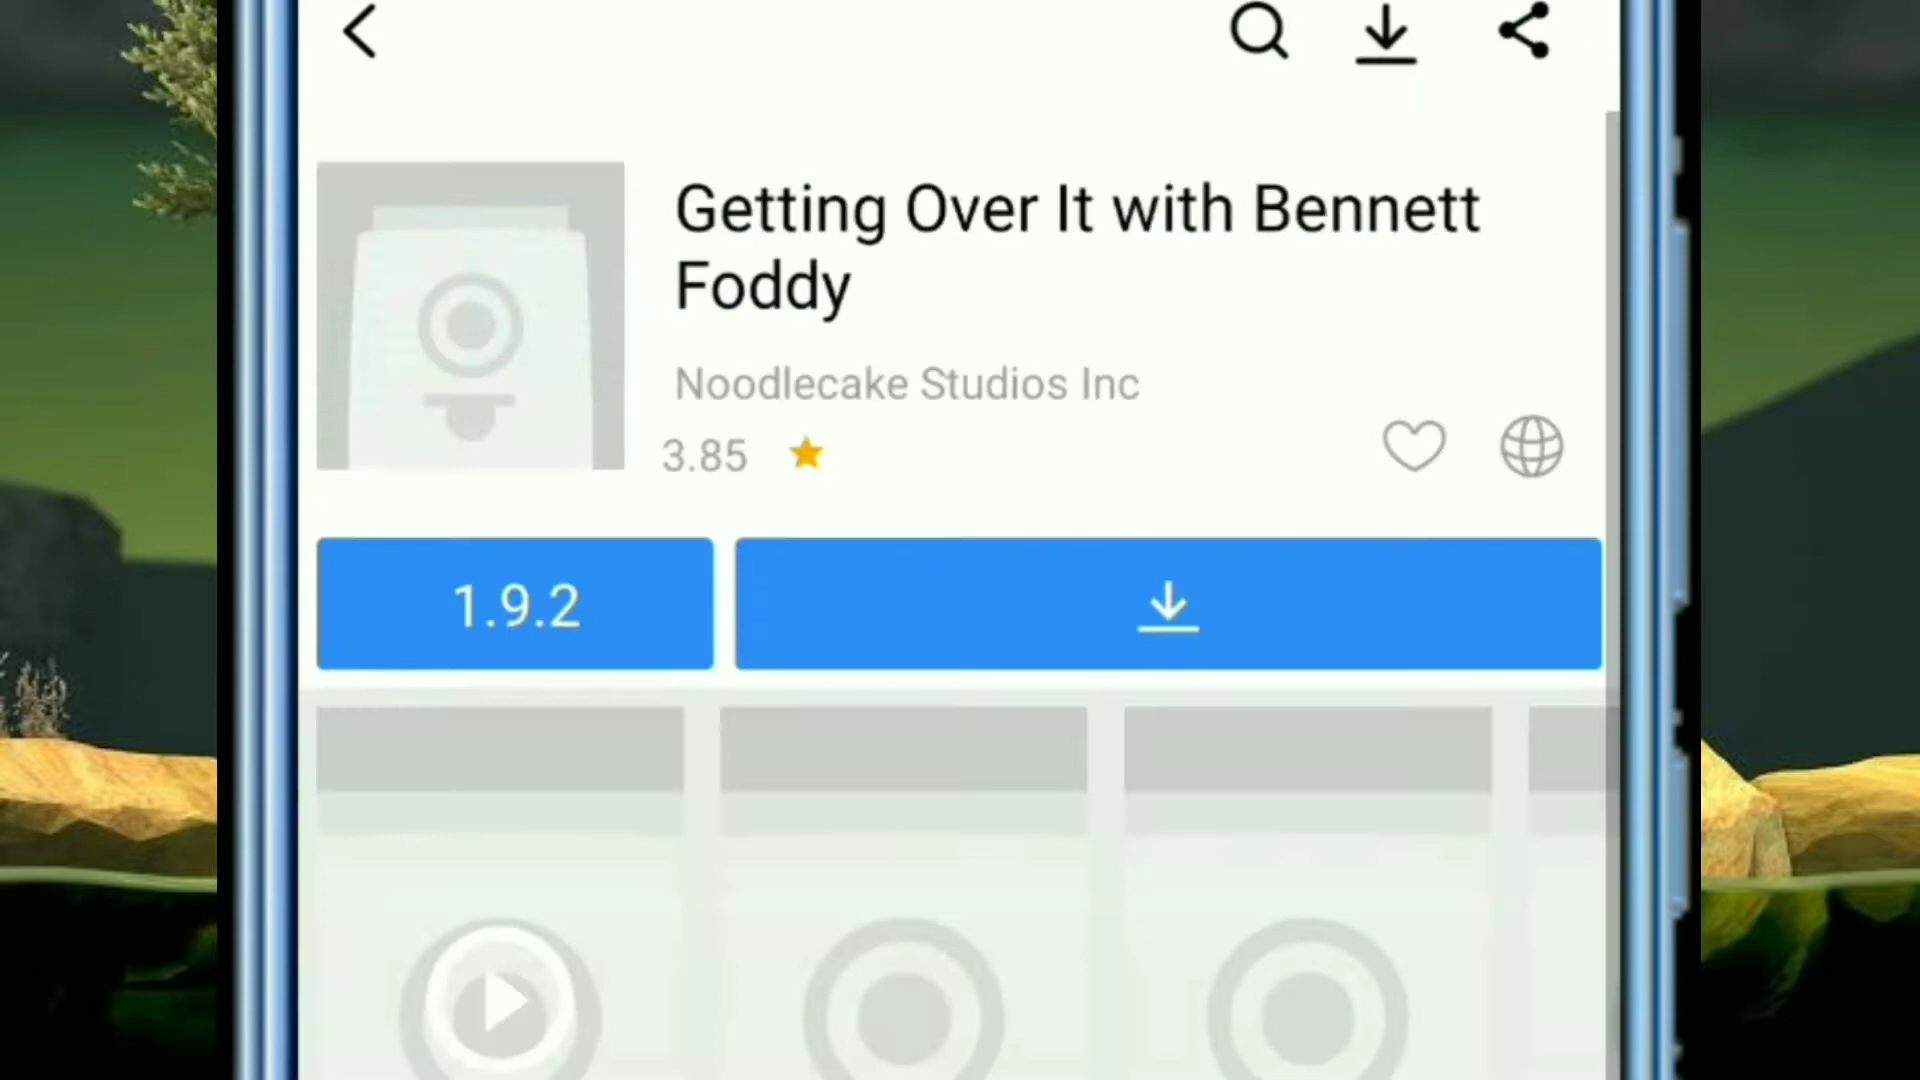 Getting Over It with Bennett
Foddy
Noodlecake Studios Inc
3.85
1.9.2